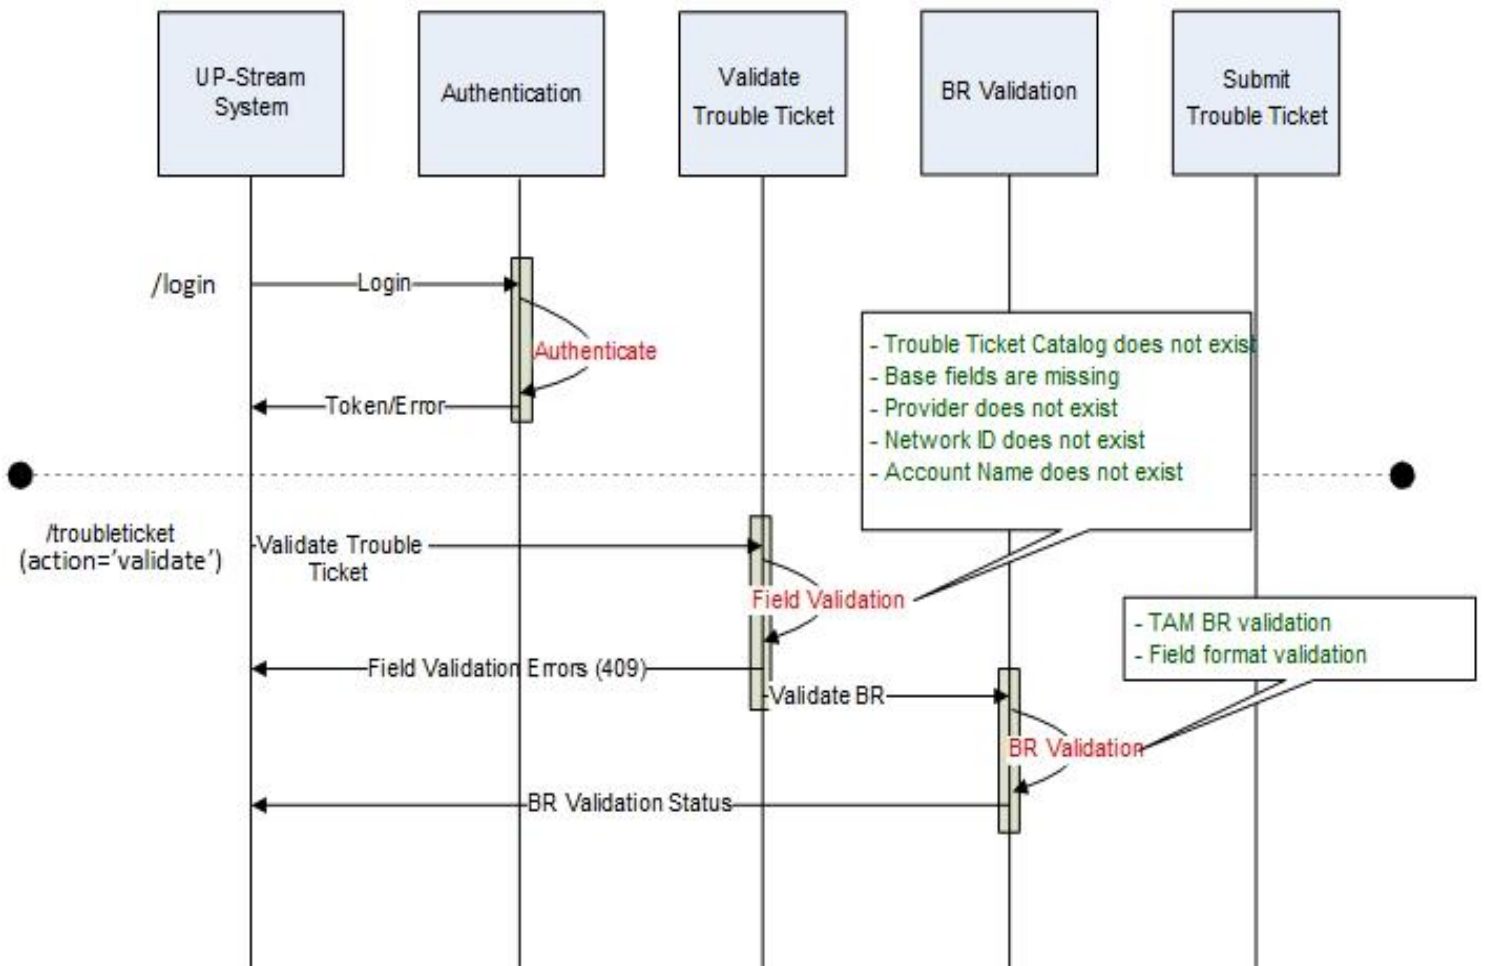 UP-Stream
System
Authentication
Validate
Trouble Ticket
BR Validation
Submit
Trouble Ticket
/login
Login
Authenticate
Token/Error
- Trouble Ticket Catalog does not exist
- Base fields are missing
- Provider does not exist
- Network ID does not exist
- Account Name does not exist
/troubleticket
(action='validate')
Validate Trouble
Ticket
Field Validation
- TAM BR validation
- Field format validation
Field Validation Errors (409)
Validate BR
BR Validation
BR Validation Status